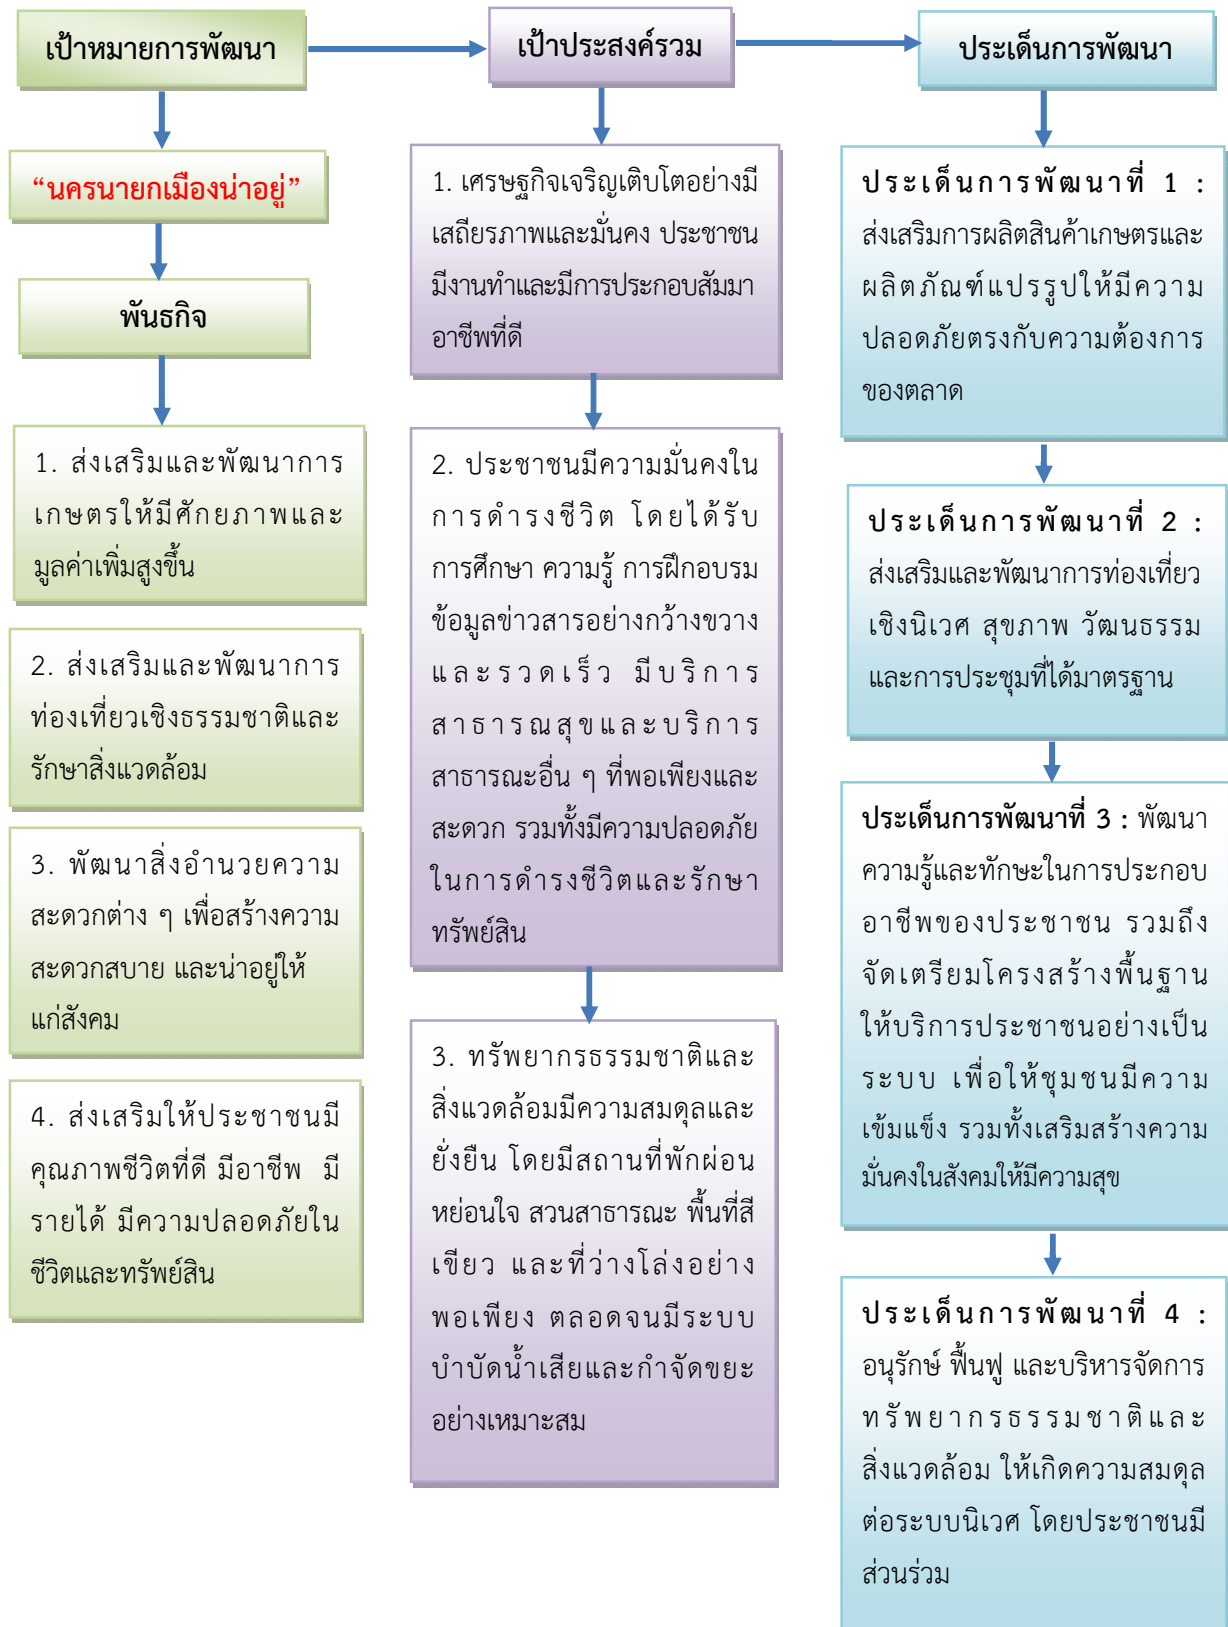 เป้าหมายการพัฒนา
“นครนายกเมืองน่าอยู่”
พันธกิจ
1. ส่งเสริมและพัฒนาการ
เกษตรให้มีศักยภาพและ
มูลค่าเพิ่มสูงขึ้น
2. ส่งเสริมและพัฒนาการ
ท่องเที่ยวเชิงธรรมชาติและ
รักษาสิ่งแวดล้อม
3. พัฒนาสิ่งอำนวยความ
สะดวกต่าง ๆ เพื่อสร้างความ
สะดวกสบาย และน่าอยู่ให้
แก่สังคม
4. ส่งเสริมให้ประชาชนมี
คุณภาพชีวิตที่ดี มีอาชีพ มี
รายได้ มีความปลอดภัยใน
ชีวิตและทรัพย์สิน
เป้าประสงค์รวม
1. เศรษฐกิจเจริญเติบโตอย่างมี
เสถียรภาพและมั่นคง ประชาชน
มีงานทำและมีการประกอบสัมมา
อาชีพที่ดี
2. ประชาชนมีความมั่นคงใน
การดำรงชีวิต โดยได้รับ
การศึกษา ความรู้ การฝึกอบรม
ข้อมูลข่าวสารอย่างกว้างขวาง
และรวดเร็ว มีบริการ
สาธารณสุขและบริการ
สาธารณะอื่น ๆ ที่พอเพียงและ
สะดวก รวมทั้งมีความปลอดภัย
ในการดำรงชีวิตและรักษา
ทรัพย์สิน
3. ทรัพยากรธรรมชาติและ
สิ่งแวดล้อมมีความสมดุลและ
ยั่งยืน โดยมีสถานที่พักผ่อน
หย่อนใจ สวนสาธารณะ พื้นที่สี
เขียว และที่ว่างโล่งอย่าง
พอเพียง ตลอดจนมีระบบ
บำบัดน้ำเสียและกำจัดขยะ
อย่างเหมาะสม
ประเด็นการพัฒนา
ประเด็นการพัฒนาที่ 1 :
ส่งเสริมการผลิตสินค้าเกษตรและ
ผลิตภัณฑ์แปรรูปให้มีความ
ปลอดภัยตรงกับความต้องการ
ของตลาด
ประเด็นการพัฒนาที่ 2 :
ส่งเสริมและพัฒนาการท่องเที่ยว
เชิงนิเวศ สุขภาพ วัฒนธรรม
และการประชุมที่ได้มาตรฐาน
ประเด็นการพัฒนาที่ 3 : พัฒนา
ความรู้และทักษะในการประกอบ
อาชีพของประชาชน รวมถึง
จัดเตรียมโครงสร้างพื้นฐาน
ให้บริการประชาชนอย่างเป็น
ระบบ เพื่อให้ชุมชนมีความ
เข้มแข็ง รวมทั้งเสริมสร้างความ
มั่นคงในสังคมให้มีความสุข
ประเด็นการพัฒนาที่ 4 :
อนุรักษ์ ฟื้นฟู และบริหารจัดการ
ทรัพยากรธรรมชาติและ
สิ่งแวดล้อม ให้เกิดความสมดุล
ต่อระบบนิเวศ โดยประชาชนมี
ส่วนร่วม